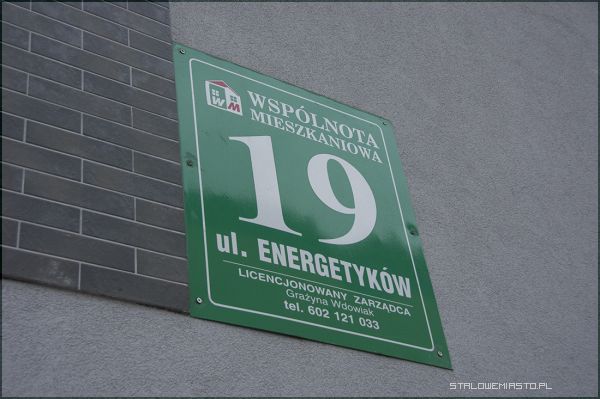 WM
WSPÓLNOTA
MIESZKANIOWA
19
ul. ENERGETYKÓW
LICENCJONOWANY ZARZĄDCA
Grażyna Wdowiak
tel. 602 121 033
STALOWEMIASTO.PL